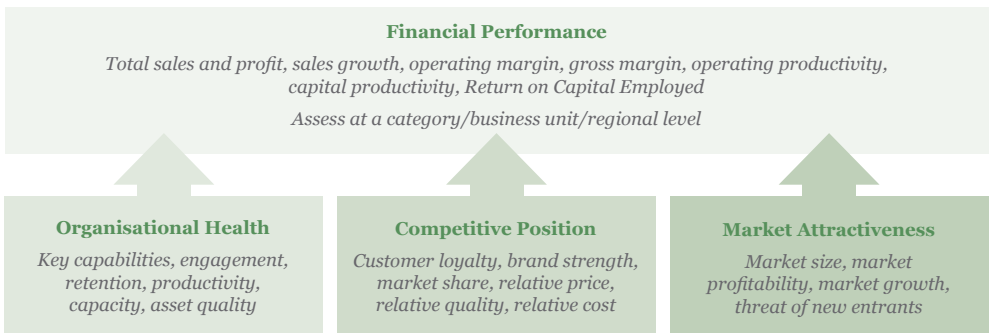 Financial Performance
Total sales and profit, sales growth, operating margin, gross margin, operating productivity,
capital productivity, Return on Capital Employed
Assess at a category/business unit/regional level
Organisational Health
Key capabilities, engagement,
retention, productivity,
capacity, asset quality
Competitive Position
Customer loyalty, brand strength,
market share, relative price,
relative quality, relative cost
Market Attractiveness
Market size, market
profitability, market growth,
threat of new entrants